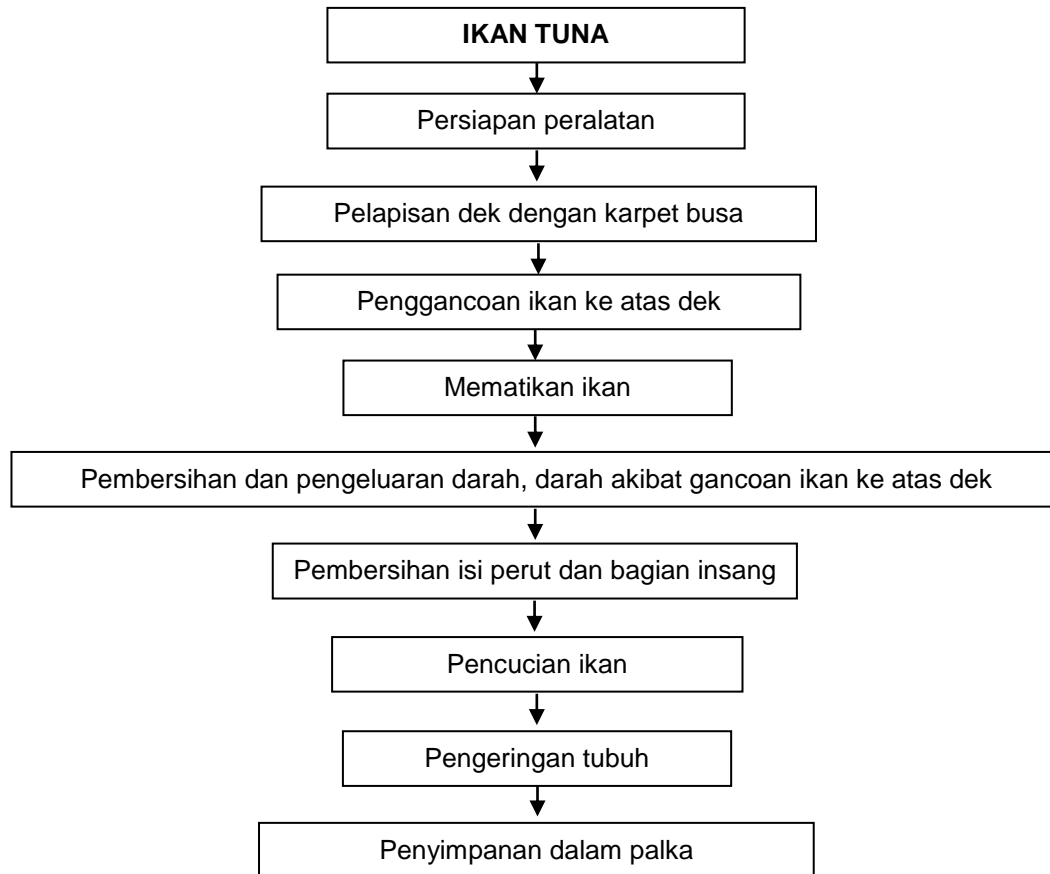 IKAN TUNA
Persiapan peralatan
Pelapisan dek dengan karpet busa
Penggancoan ikan ke atas dek
Mematikan ikan
Pembersihan dan pengeluaran darah, darah akibat gancoan ikan ke atas dek
Pembersihan isi perut dan bagian insang
Pencucian ikan
Pengeringan tubuh
Penyimpanan dalam palka